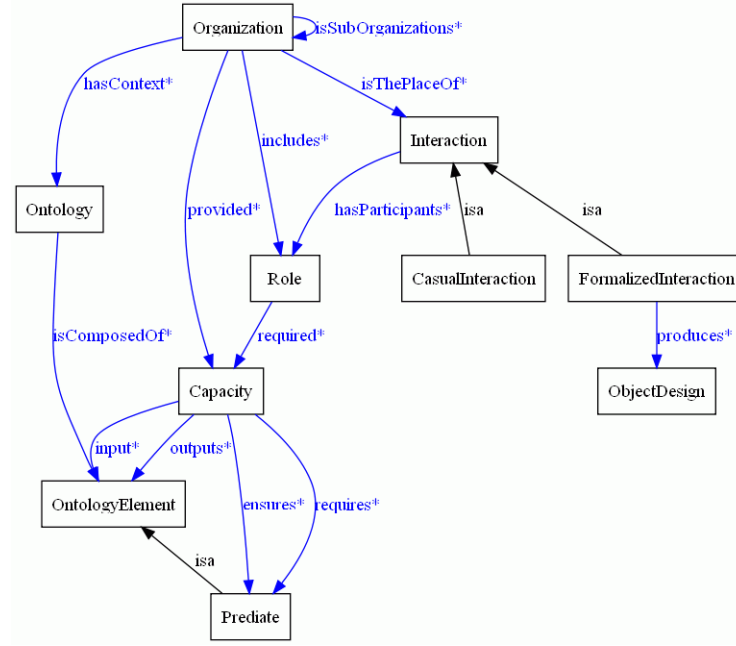 Organization
isSubOrganizations*
hasContext*
isThePlaceOf*
includes*
Interaction
Ontology
provided*
hasParticipants*
isa
isa
Role
CasualInteraction
FormalizedInteraction
isComposedOf*
required*
produces*
Capacity
ObjectDesign
input*
outputs*
OntologyElement
ensures*
requires*
isa
Prediate